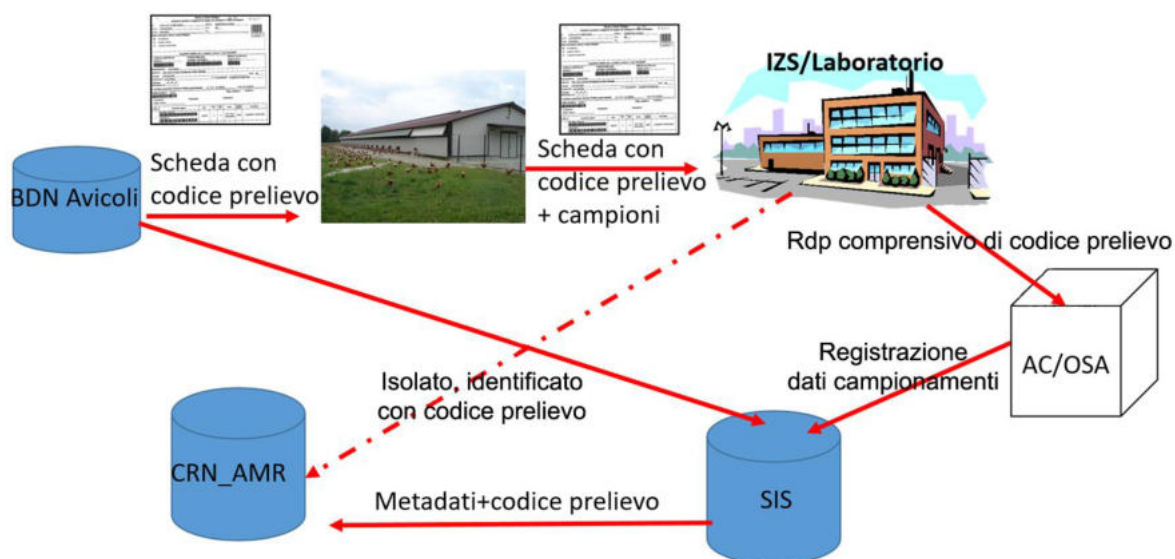 IZS/Laboratorio
BDN Avicoli
Scheda con
codice prelievo
Scheda con
codice prelievo
+ campioni
Rdp comprensivo di codice prelievo
AC/OSA
Registrazione
dati campionamenti
Isolato, identificato
con codice prelievo
CRN_AMR
Metadati+codice prelievo
SIS